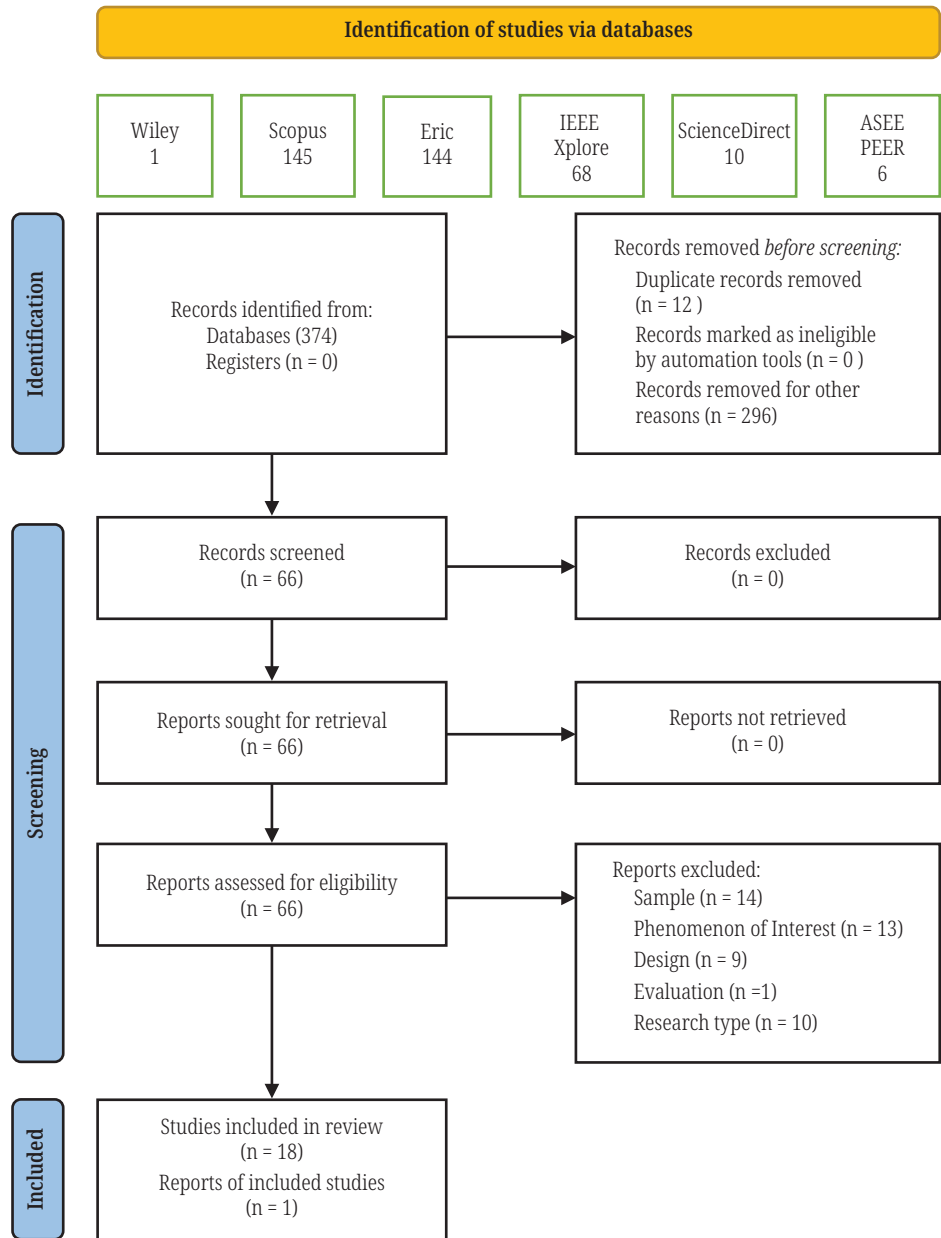 Identification of studies via databases
Wiley
1
Scopus
145
Eric
144
IEEE
Xplore
68
ScienceDirect
10
ASEE
PEER
6
Identification
Records identified from:
Databases (374)
Registers (n = 0)
Records removed before screening:
Duplicate records removed
(n = 12 )
Records marked as ineligible
by automation tools (n = 0 )
Records removed for other
reasons (n = 296)
Screening
Records screened
(n = 66)
Records excluded
(n = 0)
Reports sought for retrieval
(n = 66)
Reports not retrieved
(n = 0)
Reports assessed for eligibility
(n = 66)
Reports excluded:
Sample (n = 14)
Phenomenon of Interest (n = 13)
Design (n = 9)
Evaluation (n =1)
Research type (n = 10)
Included
Studies included in review
(n = 18)
Reports of included studies
(n = 1)